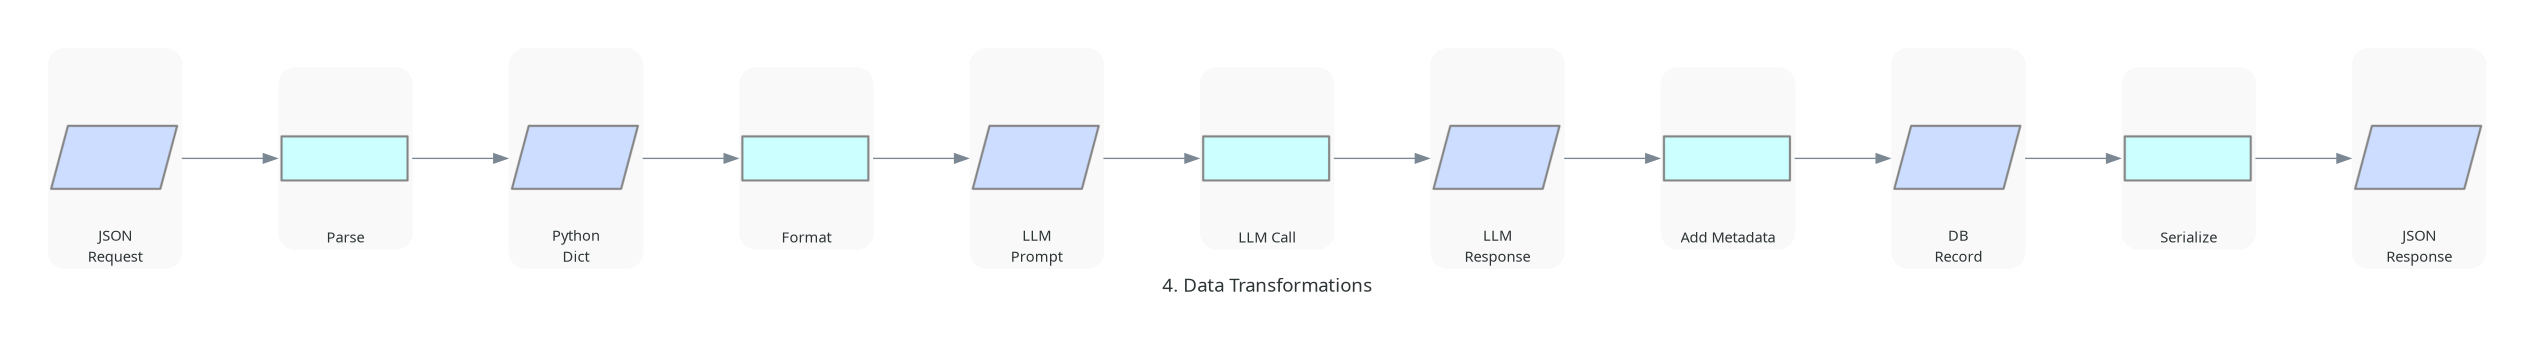 JSON
Request
Parse
Python
Dict
Format
LLM
Prompt
LLM Call
LLM
Response
Add Metadata
DB
Record
Serialize
JSON
Response
4. Data Transformations